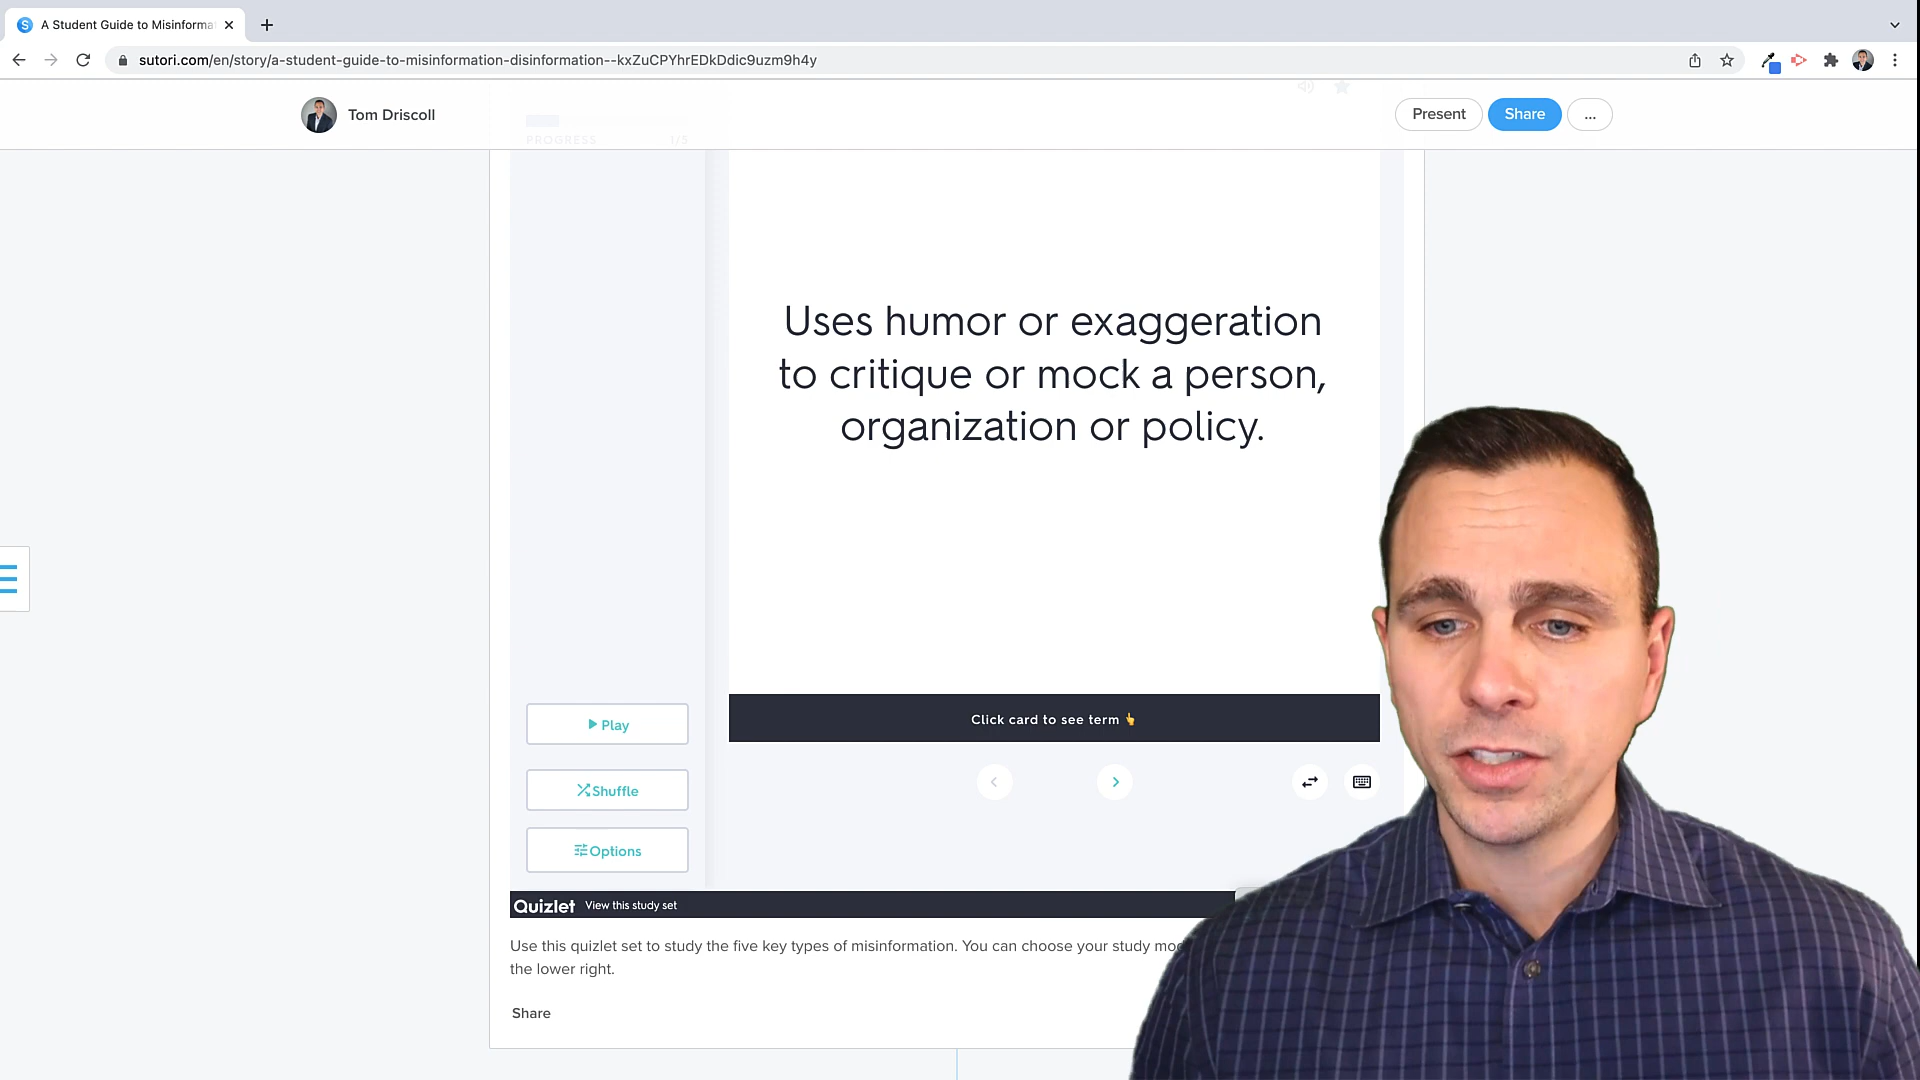 A Student Guide to Misinforma
sutori.com/en/story/a-student-guide-to-misinformation-disinformation--kxZuCPYhrEDkDdic9uzm9h4y
Tom Driscoll
Present
Share
...
PROGRESS
1/5
Uses humor or exaggeration
to critique or mock a person,
organization or policy.
Click card to see term
Play
Shuffle
Options
Quizlet View this study set
Use this quizlet set to study the five key types of misinformation. You can choose your study
the lower right.
Share